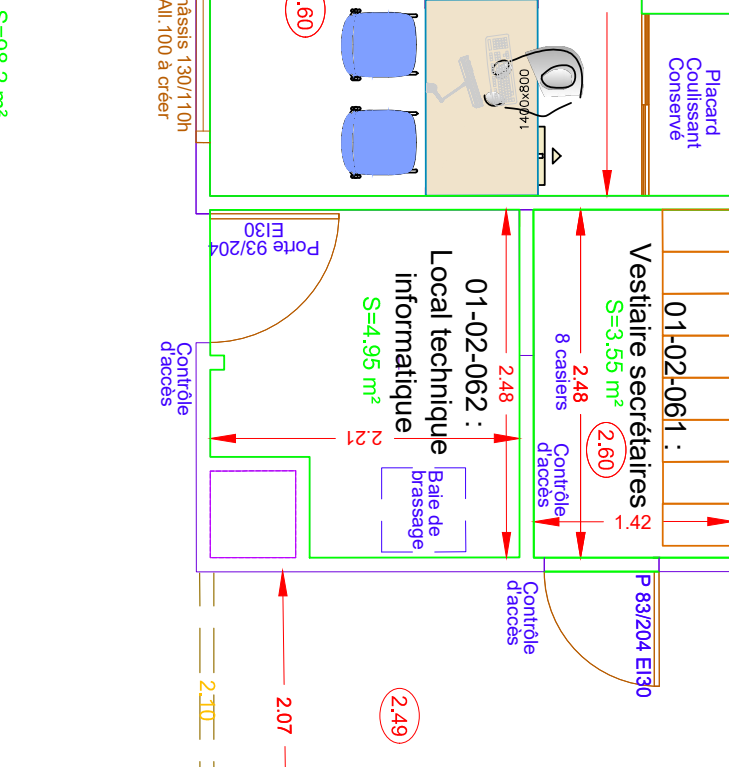 Placard
Coulissant
Conservé
.60
1400x800
hâssis 130/110h
All.100 à créer
S=98.2 m²
Porte 93/204
EI30
01-02-061 :
Vestiaire secrétaires
S=3.55 m²
8 casiers
2.48
2.60
1.42
Contrôle
d'accès
01-02-062 :
Local technique
informatique
S=4.95 m²
2.48
2.21
Baie de
brassage
Contrôle
d'accès
P 83/204 EI30
Contrôle
d'accès
2.10
2.07
2.49